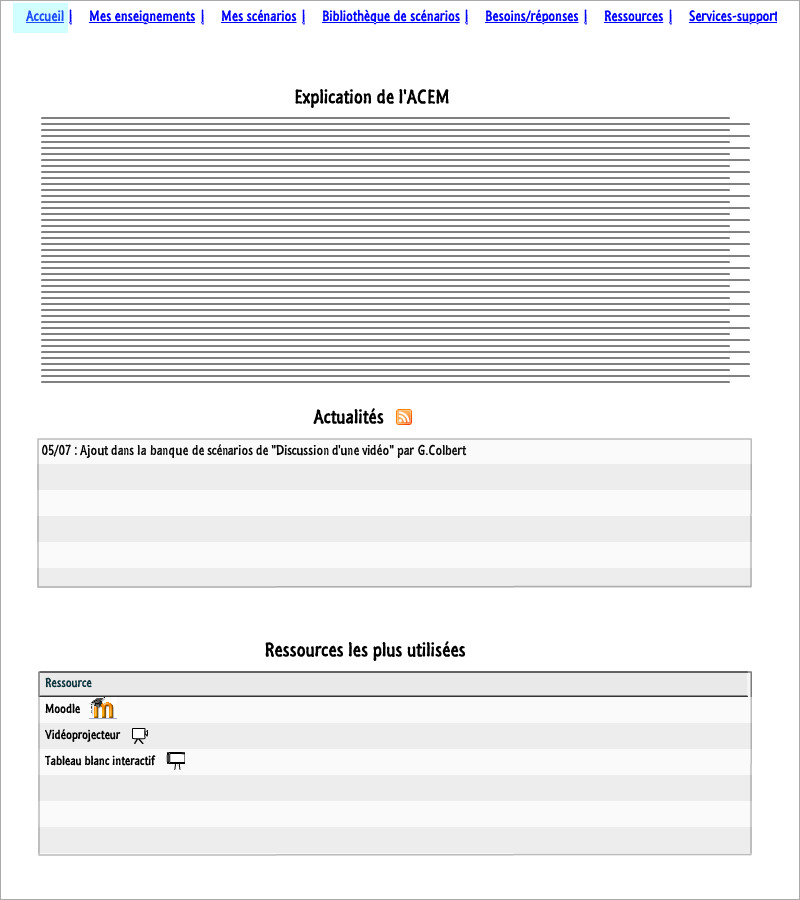 Accueil | Mes enseignements | Mes scénarios | Bibliothèque de scénarios | Besoins/réponses | Ressources | Services-support
Explication de l'ACEM
Actualités
05/07 : Ajout dans la banque de scénarios de "Discussion d'une vidéo" par G.Colbert
Ressources les plus utilisées
Ressource
Moodle
Vidéoprojecteur
Tableau blanc interactif